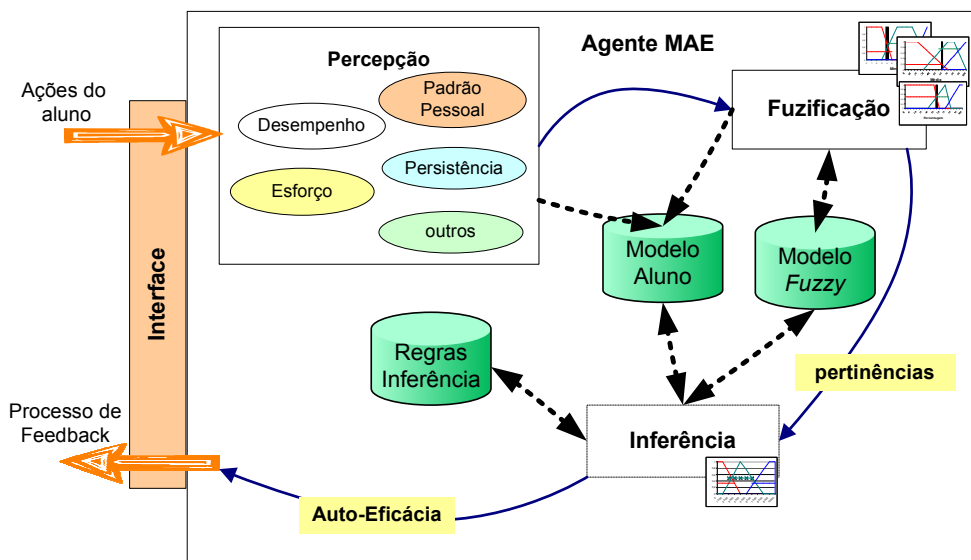 Agente MAE
Percepção
Padrão
Pessoal
Desempenho
Persistência
Esforço
outros
Ações do
aluno
Interface
Fuzificação
Modelo
Aluno
Modelo
Fuzzy
Regras
Inferência
pertinências
Inferência
Processo de
Feedback
Auto-Eficácia